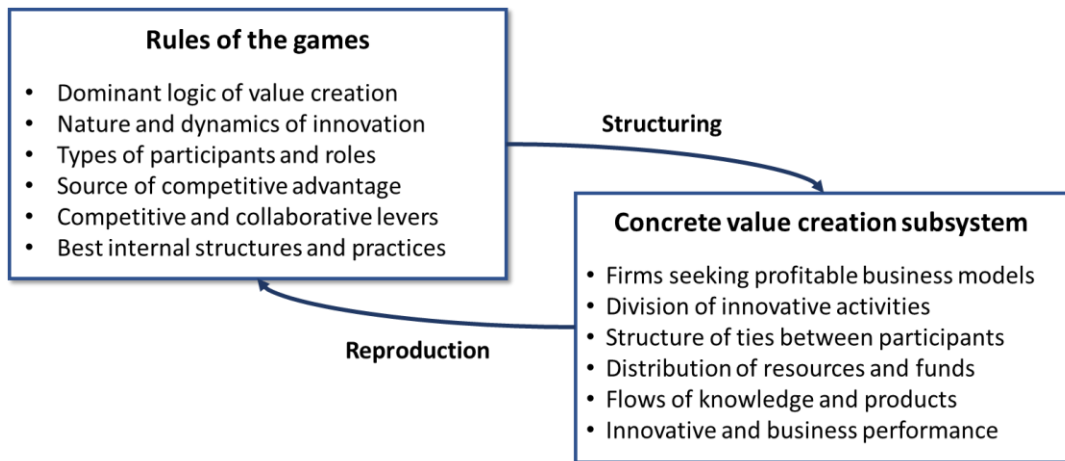 Rules of the games
• Dominant logic of value creation
• Nature and dynamics of innovation
• Types of participants and roles
• Source of competitive advantage
• Competitive and collaborative levers
• Best internal structures and practices
Structuring
Concrete value creation subsystem
• Firms seeking profitable business models
• Division of innovative activities
• Structure of ties between participants
• Distribution of resources and funds
• Flows of knowledge and products
• Innovative and business performance
Reproduction